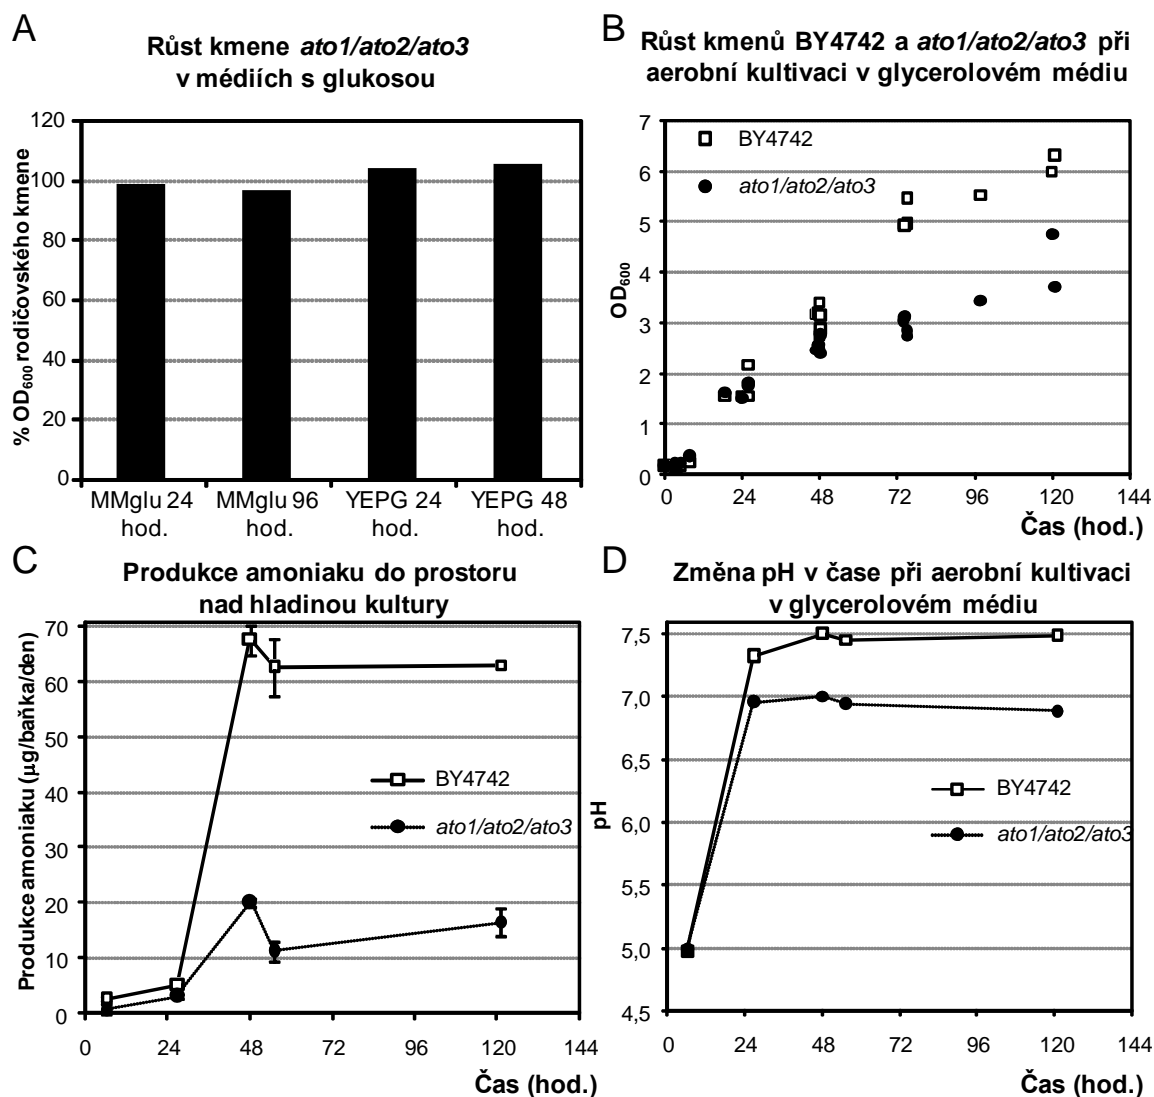 A
Růst kmene ato1/ato2/ato3
v médiích s glukosou
% OD600 rodičovského kmene
120
100
80
60
40
20
0
MMglu 24
hod.
MMglu 96
hod.
YEPG 24
hod.
YEPG 48
hod.
B
Růst kmenů BY4742 a ato1/ato2/ato3 při
aerobní kultivaci v glycerolovém médiu
OD600
7
6
5
4
3
2
1
0
BY4742
ato1/ato2/ato3
0 24 48 72 96 120 144
Čas (hod.)
C
Produkce amoniaku do prostoru
nad hladinou kultury
Produkce amoniaku (µg/baňka/den)
70
60
50
40
30
20
10
0
BY4742
ato1/ato2/ato3
0 24 48 72 96 120 144
Čas (hod.)
D
Změna pH v čase při aerobní kultivaci
v glycerolovém médiu
pH
7,5
7,0
6,5
6,0
5,5
5,0
4,5
BY4742
ato1/ato2/ato3
0 24 48 72 96 120 144
Čas (hod.)